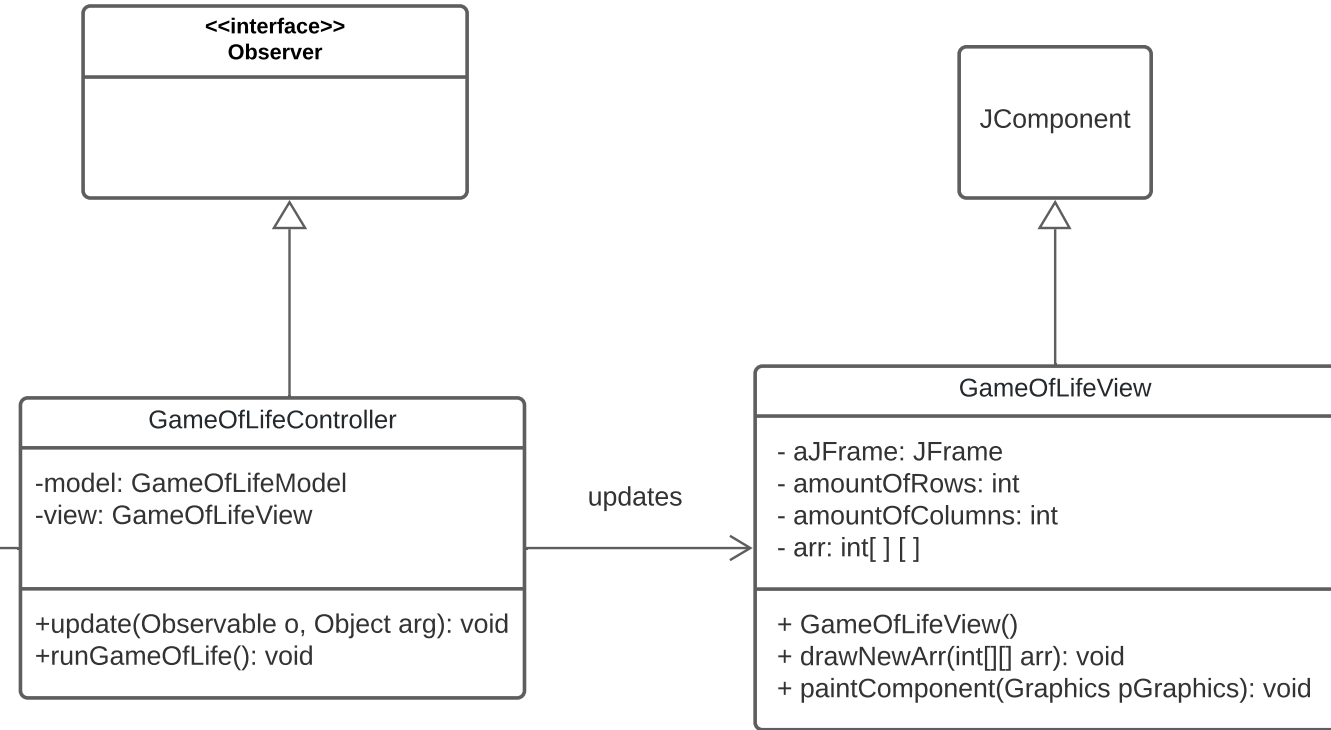 <<interface>>
Observer
JComponent
GameOfLifeController
-model: GameOfLifeModel
-view: GameOfLifeView
+update(Observable o, Object arg): void
+runGameOfLife(): void
updates
GameOfLifeView
- aJFrame: JFrame
- amountOfRows: int
- amountOfColumns: int
- arr: int[ ] [ ]
+ GameOfLifeView()
+ drawNewArr(int[][] arr): void
+ paintComponent(Graphics pGraphics): void